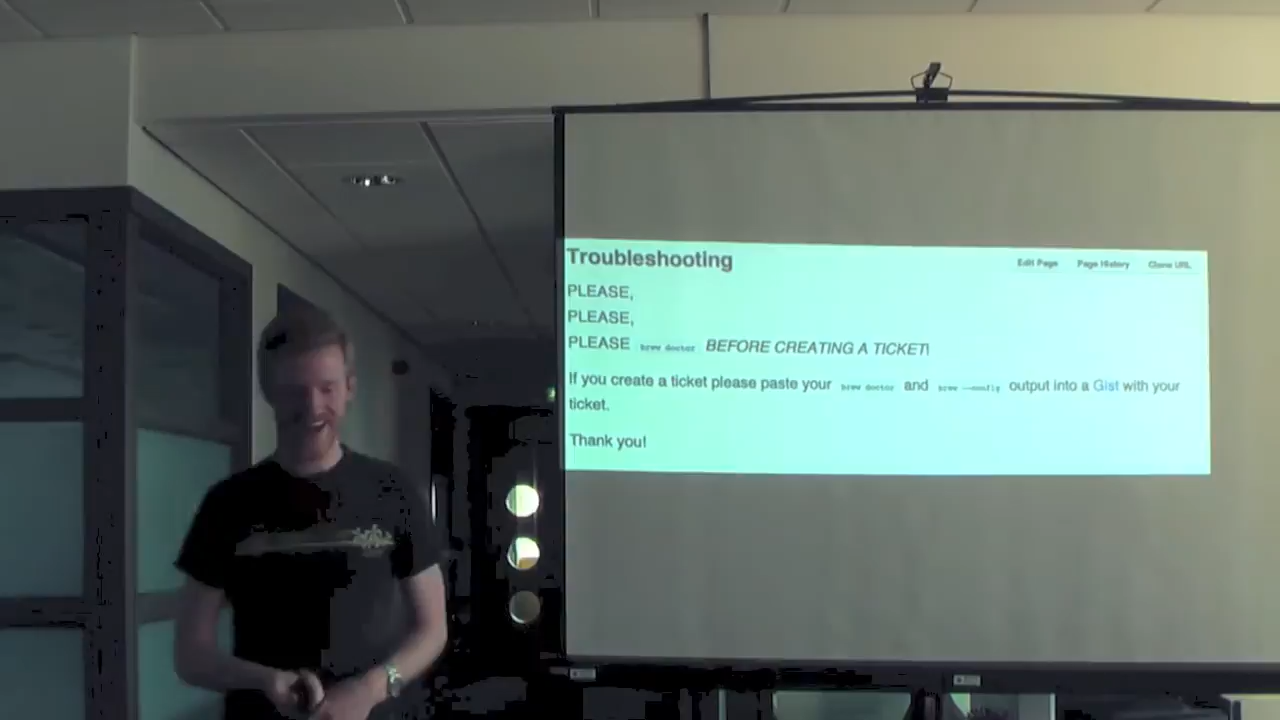 Troubleshooting
Edit Page Page History Clone URL
PLEASE,
PLEASE,
PLEASE brew doctor BEFORE CREATING A TICKET!
If you create a ticket please paste your brew doctor and brew --config output into a Gist with your
ticket.
Thank you!